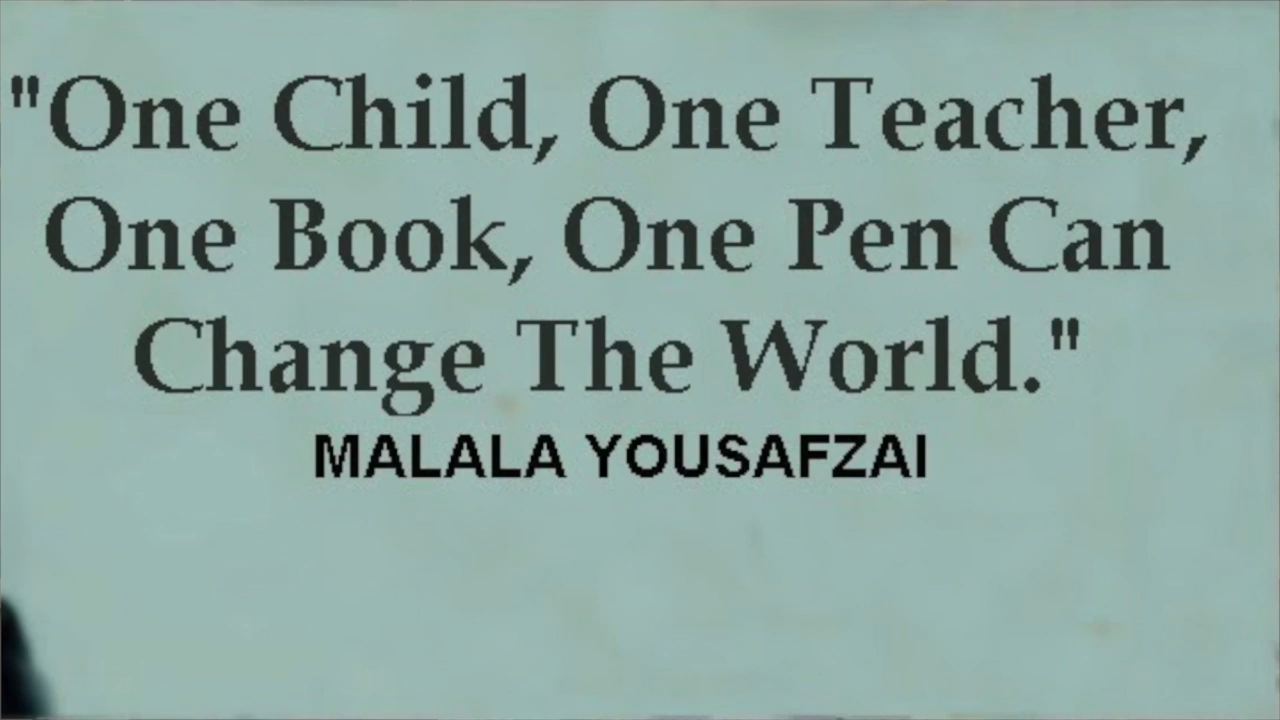 "One Child, One Teacher,
One Book, One Pen Can
Change The World."
MALALA YOUSAFZAI